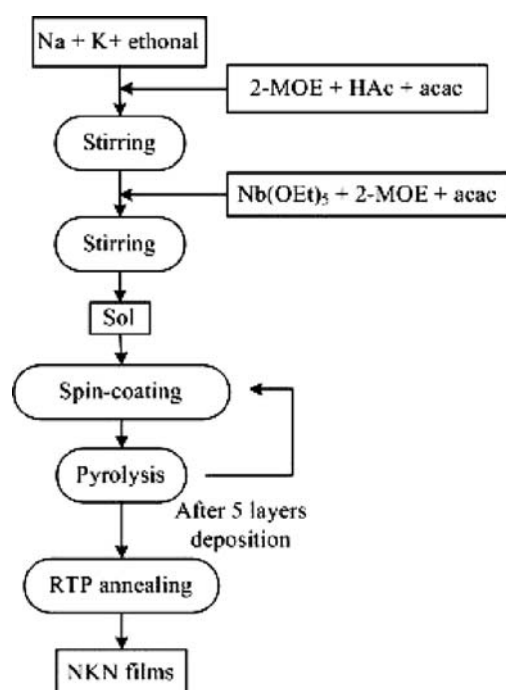 Na + K+ ethonal
2-MOE + HAc + acac
Stirring
Nb(OEt)₅ + 2-MOE + acac
Stirring
Sol
Spin-coating
Pyrolysis
After 5 layers
deposition
RTP annealing
NKN films